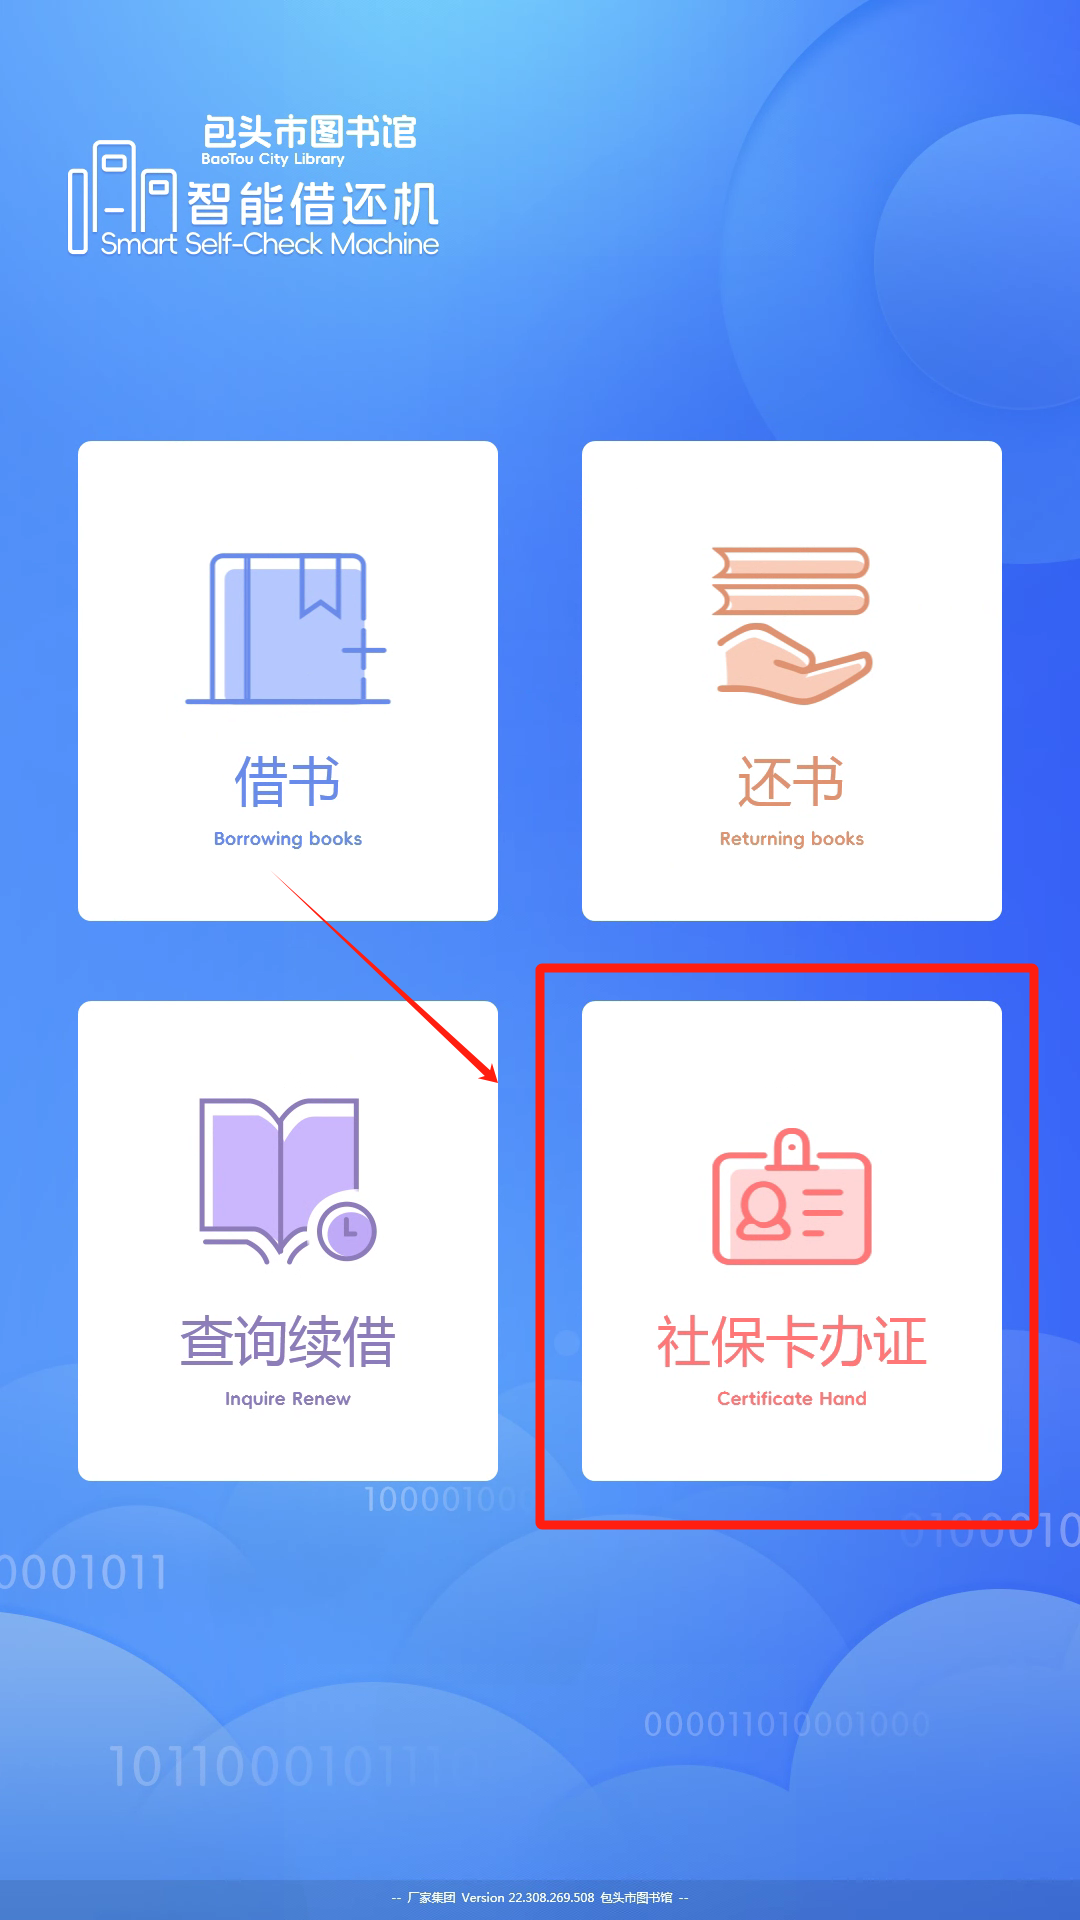 包头市图书馆
BaoTou City Library
智能借还机
Smart Self-Check Machine
借书
Borrowing books
还书
Returning books
查询续借
Inquire Renew
社保卡办证
Certificate Hand
10000100
0100010
0001011
000011010001000
1011000101110
-- 厂家集团 Version 22.308.269.508 包头市图书馆 --